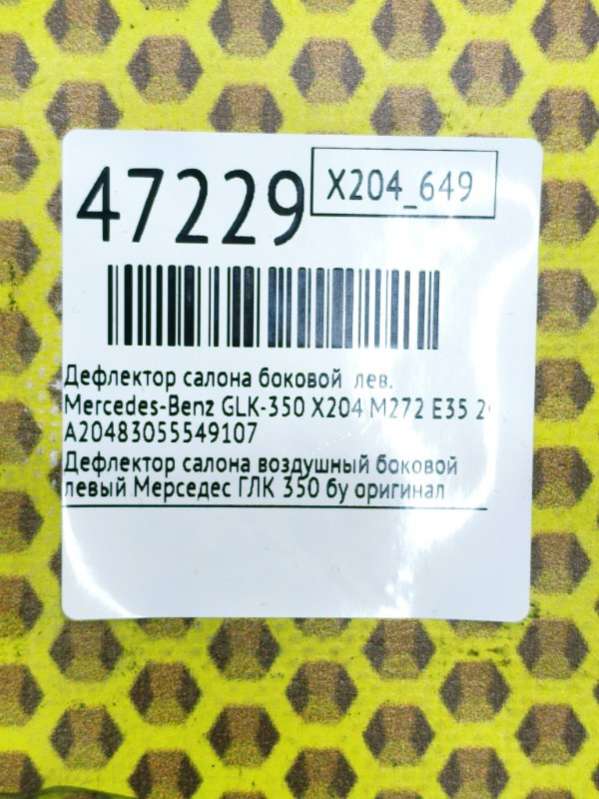 47229
X204_649
Дефлектор салона боковой лев.
Mercedes-Benz GLK-350 X204 M272 E35
A20483055549107
Дефлектор салона воздушный боковой
левый Мерседес ГЛК 350 бу оригинал